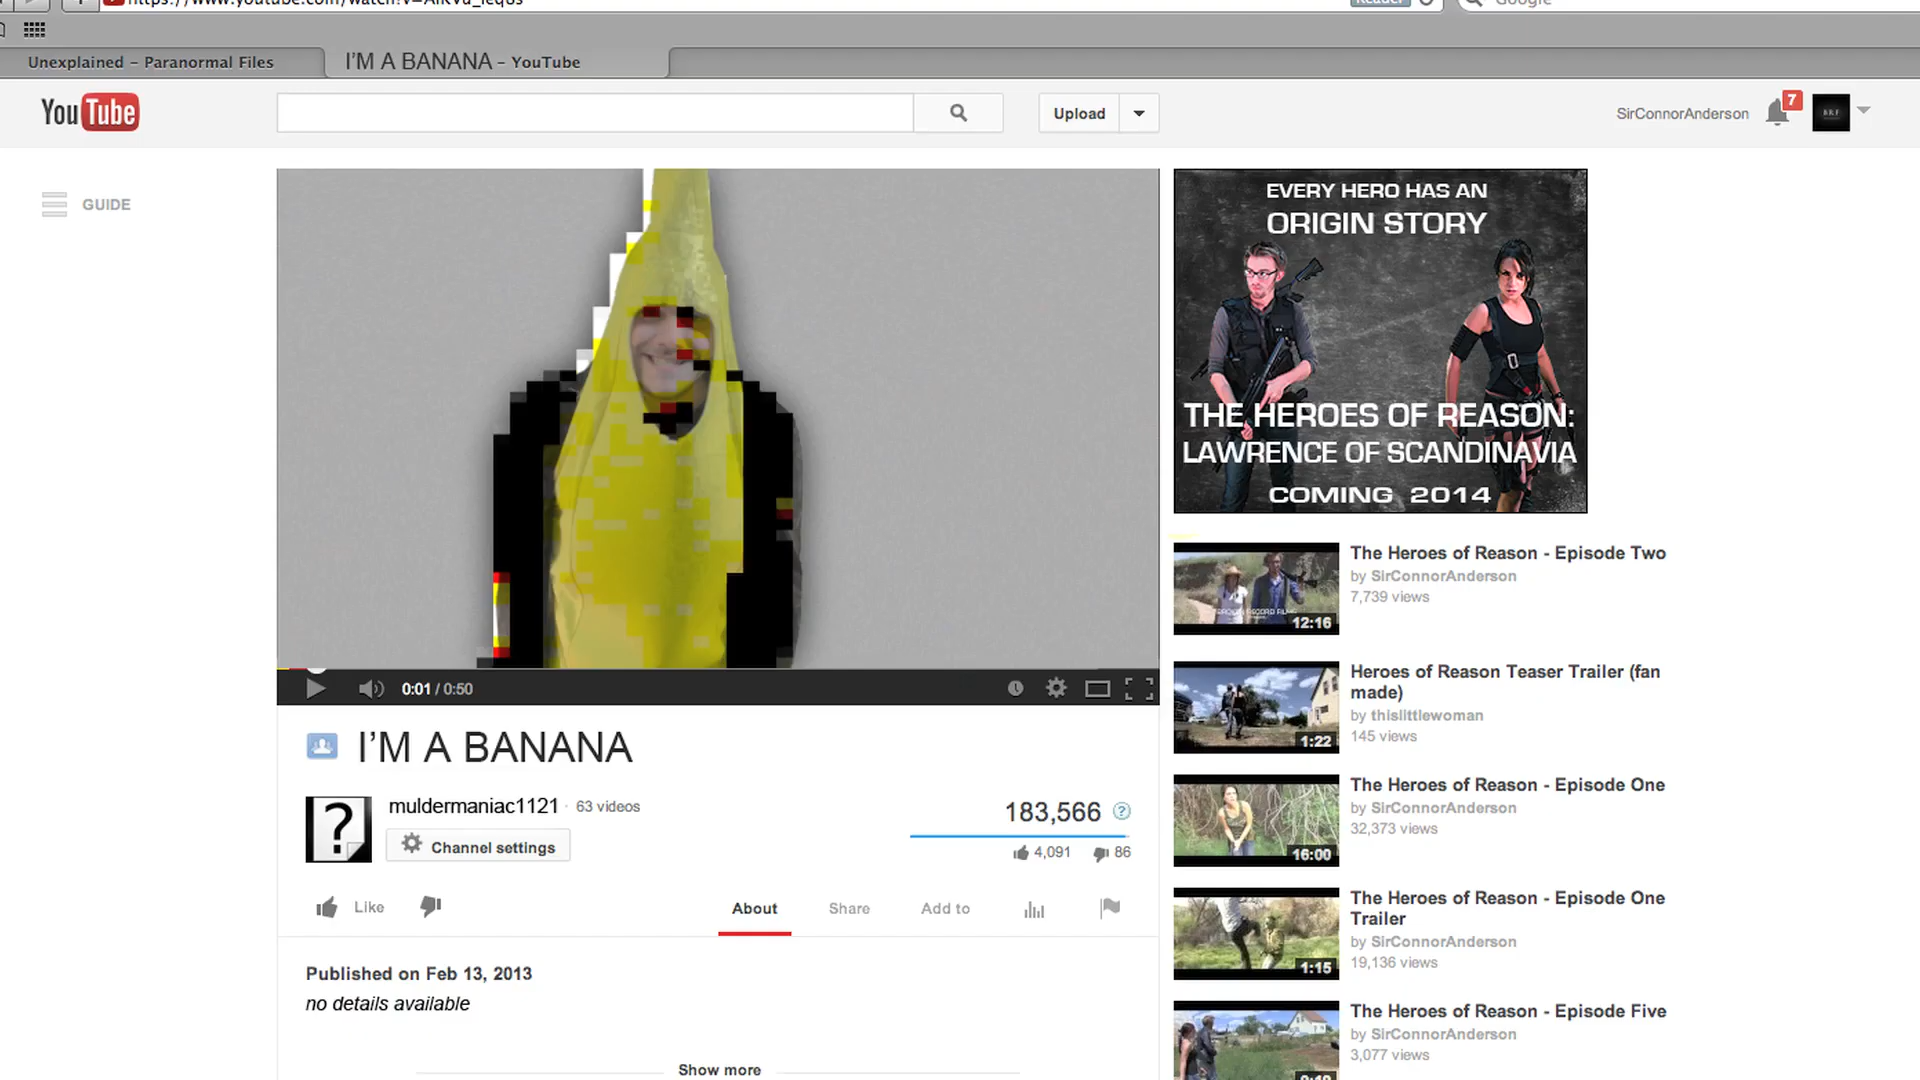 Reader
Google
Unexplained – Paranormal Files
I'M A BANANA – YouTube
YouTube
Upload
SirConnorAnderson
7
BRF
GUIDE
EVERY HERO HAS AN
ORIGIN STORY
THE HEROES OF REASON:
LAWRENCE OF SCANDINAVIA
COMING 2014
0:01 / 0:50
I'M A BANANA
muldermaniac1121 · 63 videos
Channel settings
183,566 ?
4,091 86
Like
About Share Add to
Published on Feb 13, 2013
no details available
Show more
The Heroes of Reason - Episode Two
by SirConnorAnderson
7,739 views
12:16
Heroes of Reason Teaser Trailer (fan
made)
by thislittlewoman
145 views
1:22
The Heroes of Reason - Episode One
by SirConnorAnderson
32,373 views
16:00
The Heroes of Reason - Episode One
Trailer
by SirConnorAnderson
19,136 views
1:15
The Heroes of Reason - Episode Five
by SirConnorAnderson
3,077 views